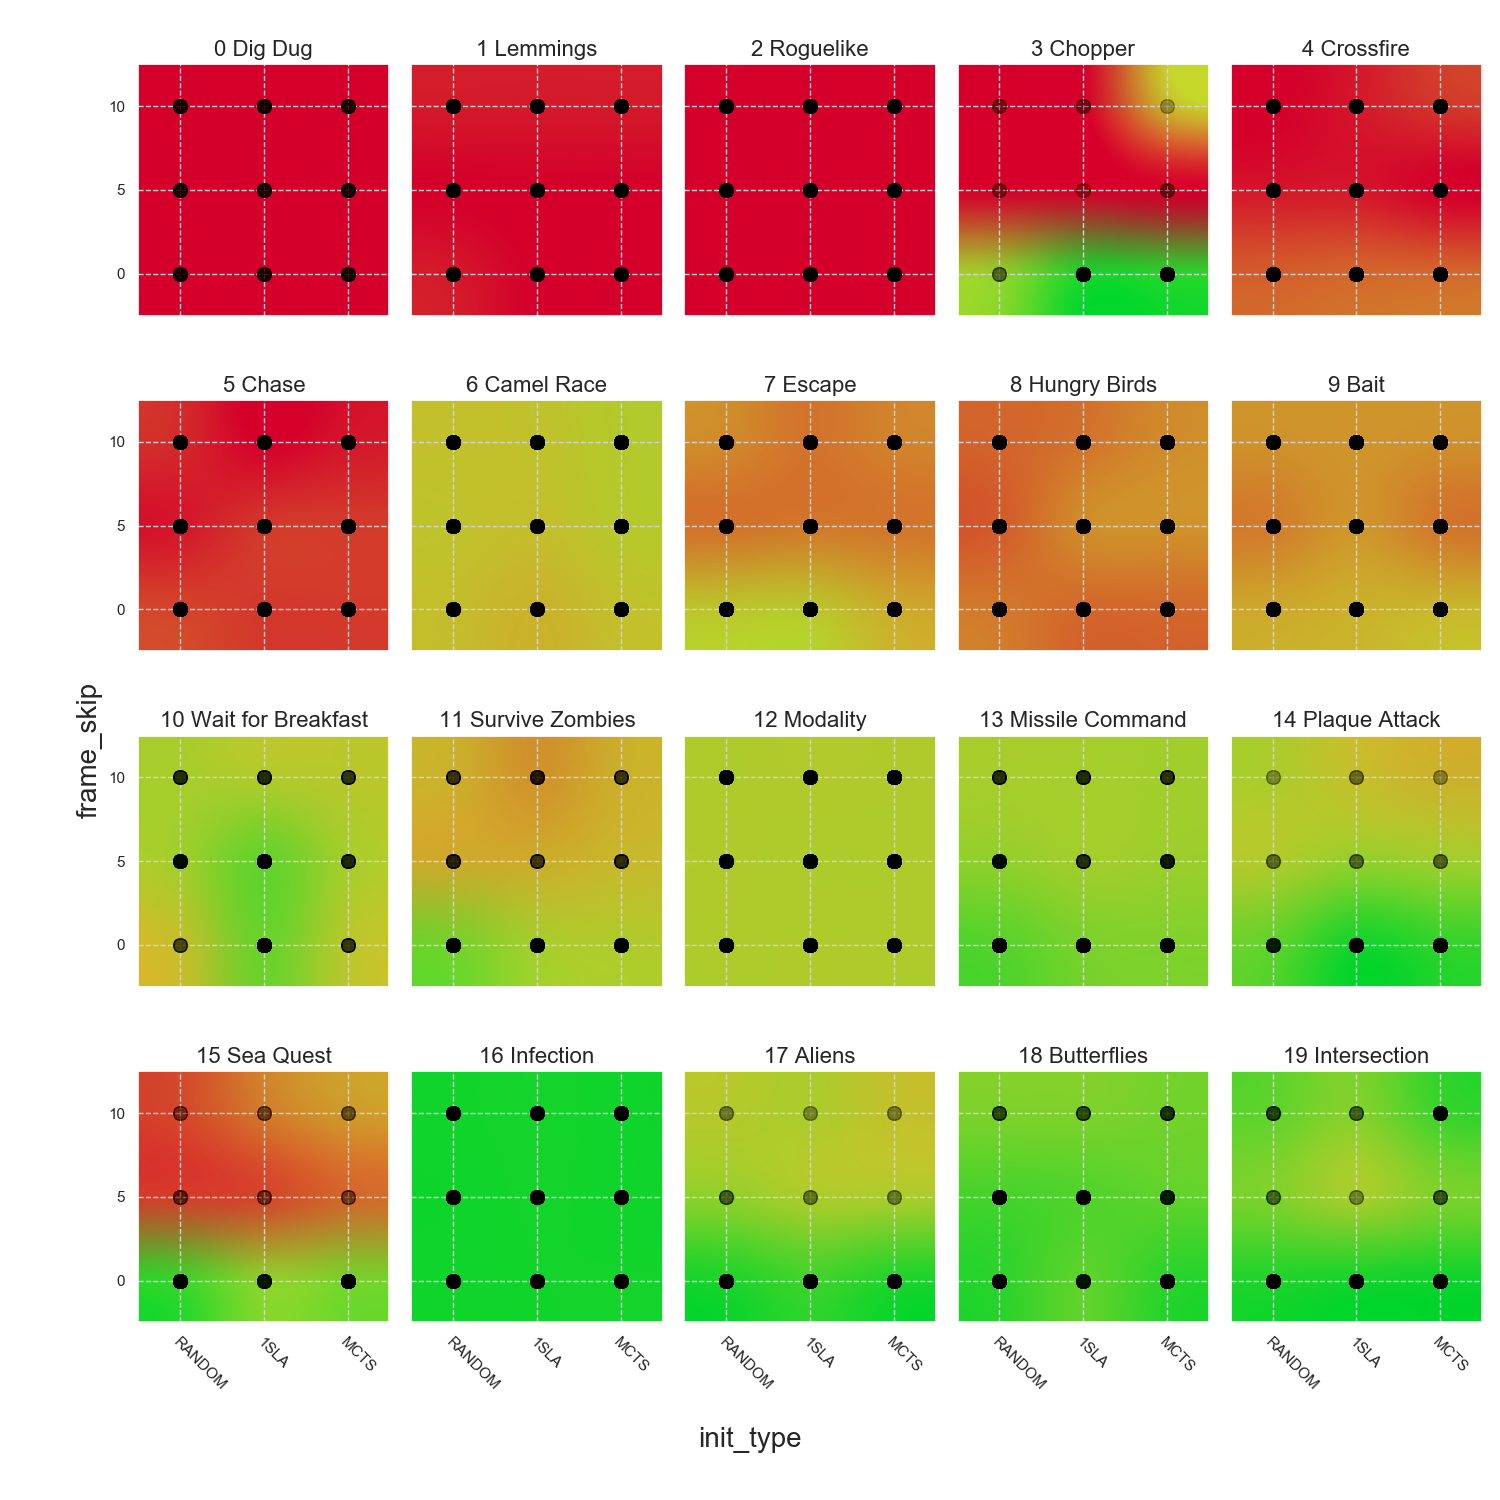 0 Dig Dug
1 Lemmings
2 Roguelike
3 Chopper
4 Crossfire
10
5
0
5 Chase
6 Camel Race
7 Escape
8 Hungry Birds
9 Bait
10
5
0
frame_skip
10 Wait for Breakfast
11 Survive Zombies
12 Modality
13 Missile Command
14 Plaque Attack
10
5
0
15 Sea Quest
16 Infection
17 Aliens
18 Butterflies
19 Intersection
10
5
0
RANDOM
1SLA
MCTS
RANDOM
1SLA
MCTS
RANDOM
1SLA
MCTS
RANDOM
1SLA
MCTS
RANDOM
1SLA
MCTS
init_type